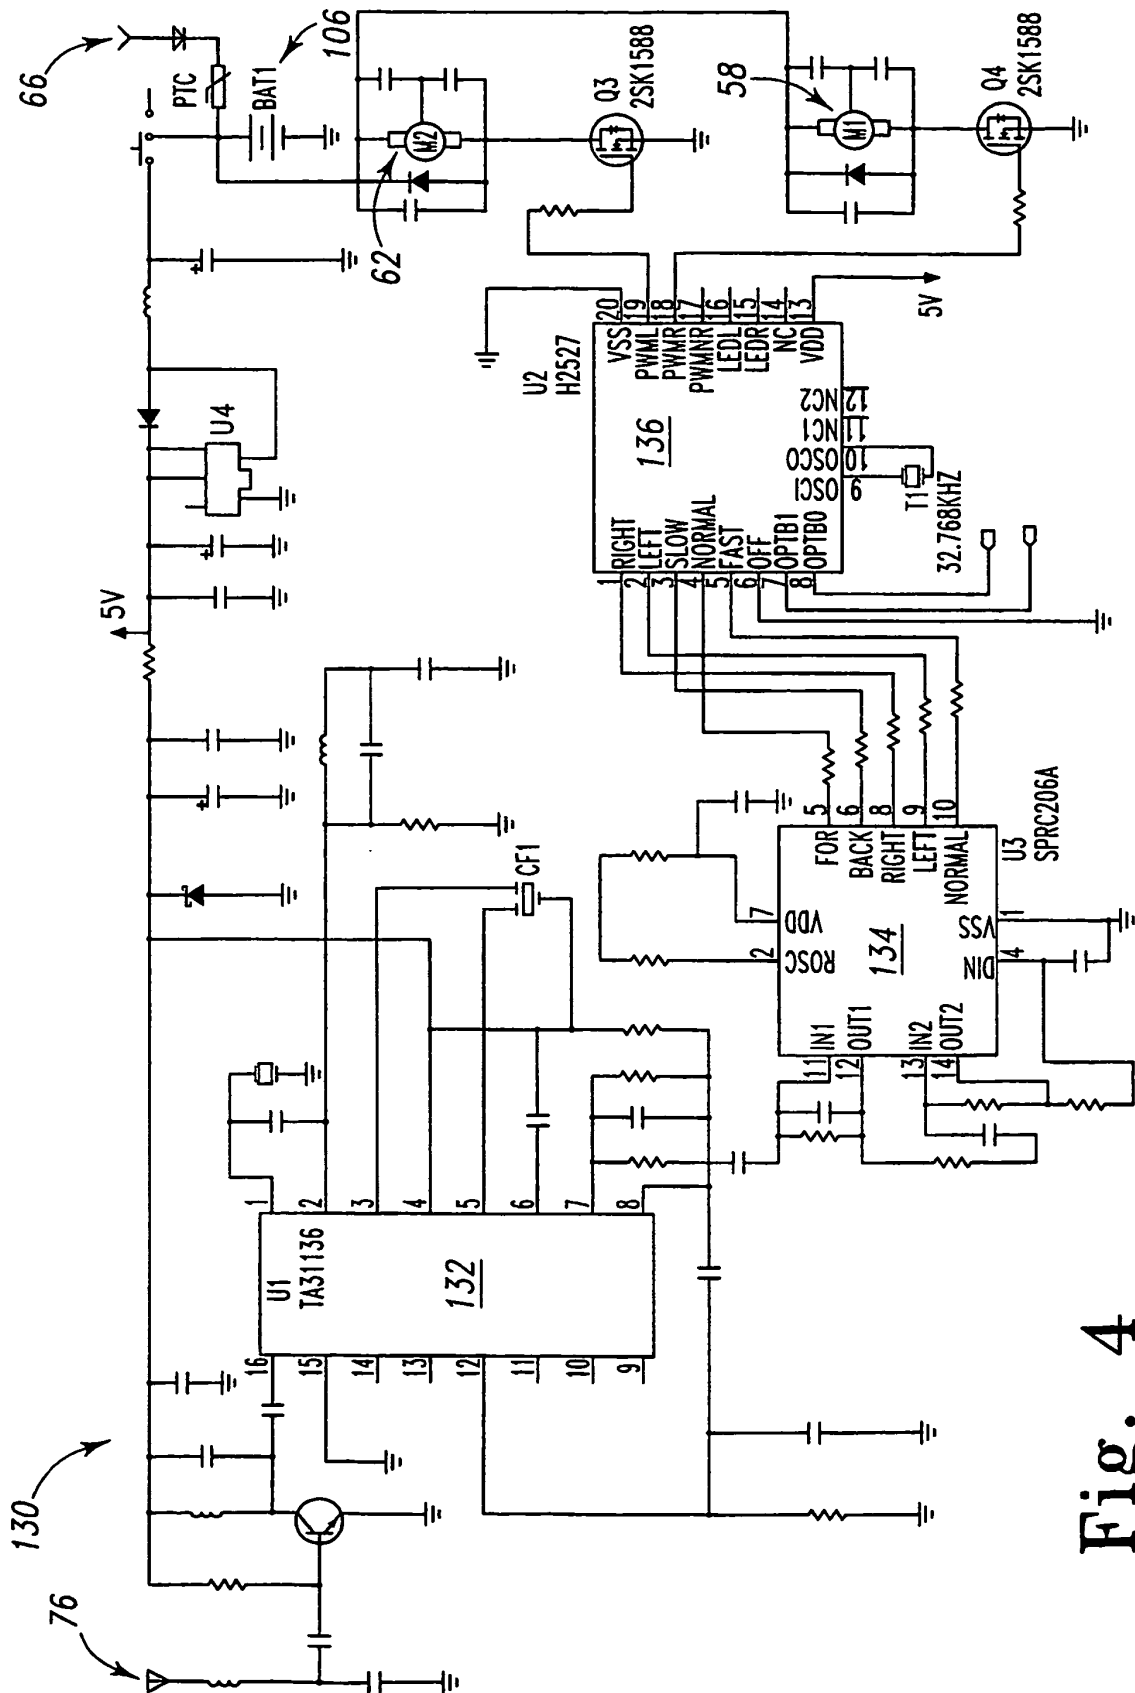 130
76
66
PTC
BAT1
106
5V
U4
62
M2
Q3
2SK1588
58
M1
Q4
2SK1588
U1
TA31136
132
16
15
14
13
12
11
10
9
1
2
3
4
5
6
7
8
CF1
U2
H2527
136
RIGHT
LEFT
SLOW
NORMAL
FAST
OFF
OPTB1
OPTB0
1
2
3
4
5
6
7
8
VSS
PWML
PWMR
PWMNR
LEDL
LEDR
NC
VDD
20
19
18
17
16
15
14
13
5V
OSCI
OSCO
NC1
NC2
9
10
11
12
T1
32.768KHZ
134
U3
SPRC206A
ROSC
VDD
2
7
FOR
BACK
RIGHT
LEFT
NORMAL
5
6
8
9
10
IN1
OUT1
IN2
OUT2
11
12
13
14
DIN
VSS
4
1
Fig. 4